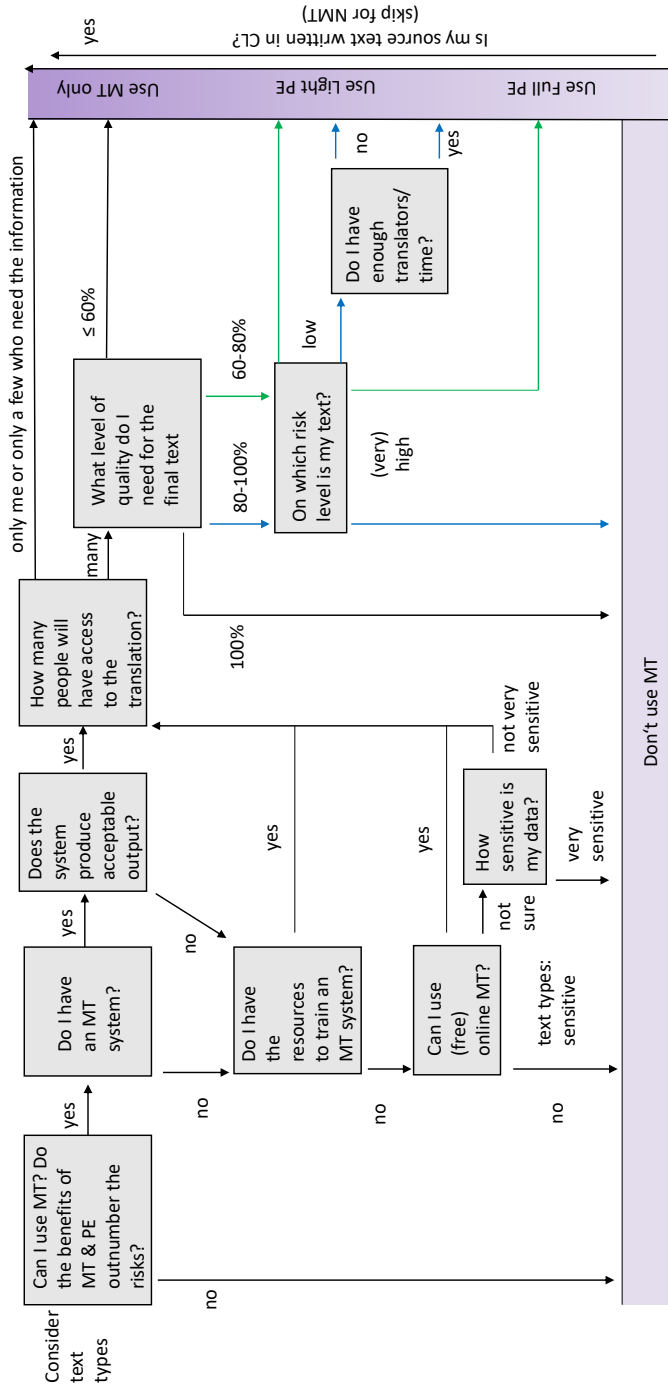 Consider
text
types
Can I use MT? Do
the benefits of
MT & PE
outnumber the
risks?
yes
no
Do I have
an MT
system?
yes
no
Does the
system
produce
acceptable
output?
yes
no
Do I have
the
resources
to train an
MT system?
yes
no
Can I use
(free)
online MT?
yes
not
sure
no
text types:
sensitive
How
sensitive is
my data?
not very
sensitive
very
sensitive
How many
people will
have access
to the
translation?
only me or only a few who need the information
many
What level of
quality do I
need for the
final text
≤ 60%
60-80%
80-100%
100%
On which risk
level is my text?
low
(very)
high
Do I have
enough
translators/
time?
no
yes
Use MT only
Use Light PE
Use Full PE
Is my source text written in CL?
(skip for NMT)
yes
Don't use MT